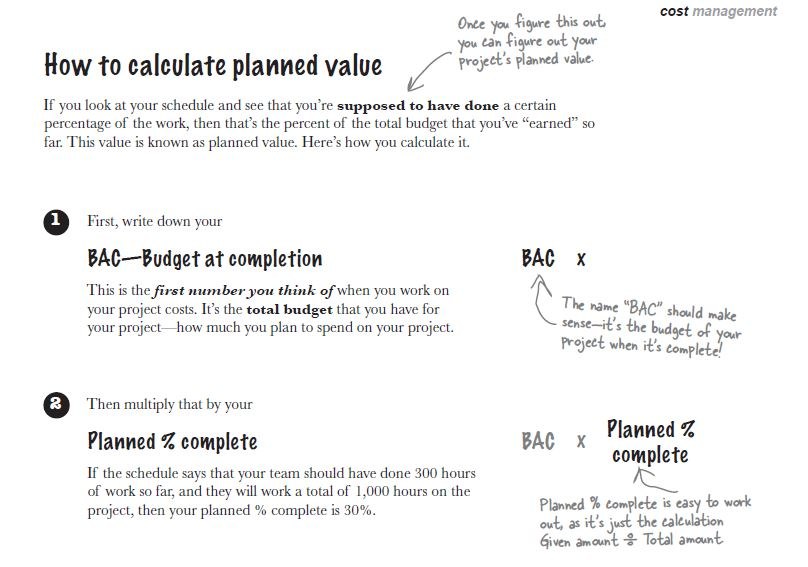 cost management
Once you figure this out,
you can figure out your
project's planned value.
How to calculate planned value
If you look at your schedule and see that you're supposed to have done a certain
percentage of the work, then that's the percent of the total budget that you've “earned” so
far. This value is known as planned value. Here's how you calculate it.
1 First, write down your
BAC—Budget at completion
This is the first number you think of when you work on
your project costs. It's the total budget that you have for
your project—how much you plan to spend on your project.
BAC x
The name “BAC” should make
sense—it's the budget of your
project when it's complete!
2 Then multiply that by your
Planned % complete
If the schedule says that your team should have done 300 hours
of work so far, and they will work a total of 1,000 hours on the
project, then your planned % complete is 30%.
BAC x Planned %
complete
Planned % complete is easy to work
out, as it's just the calculation
Given amount ÷ Total amount.